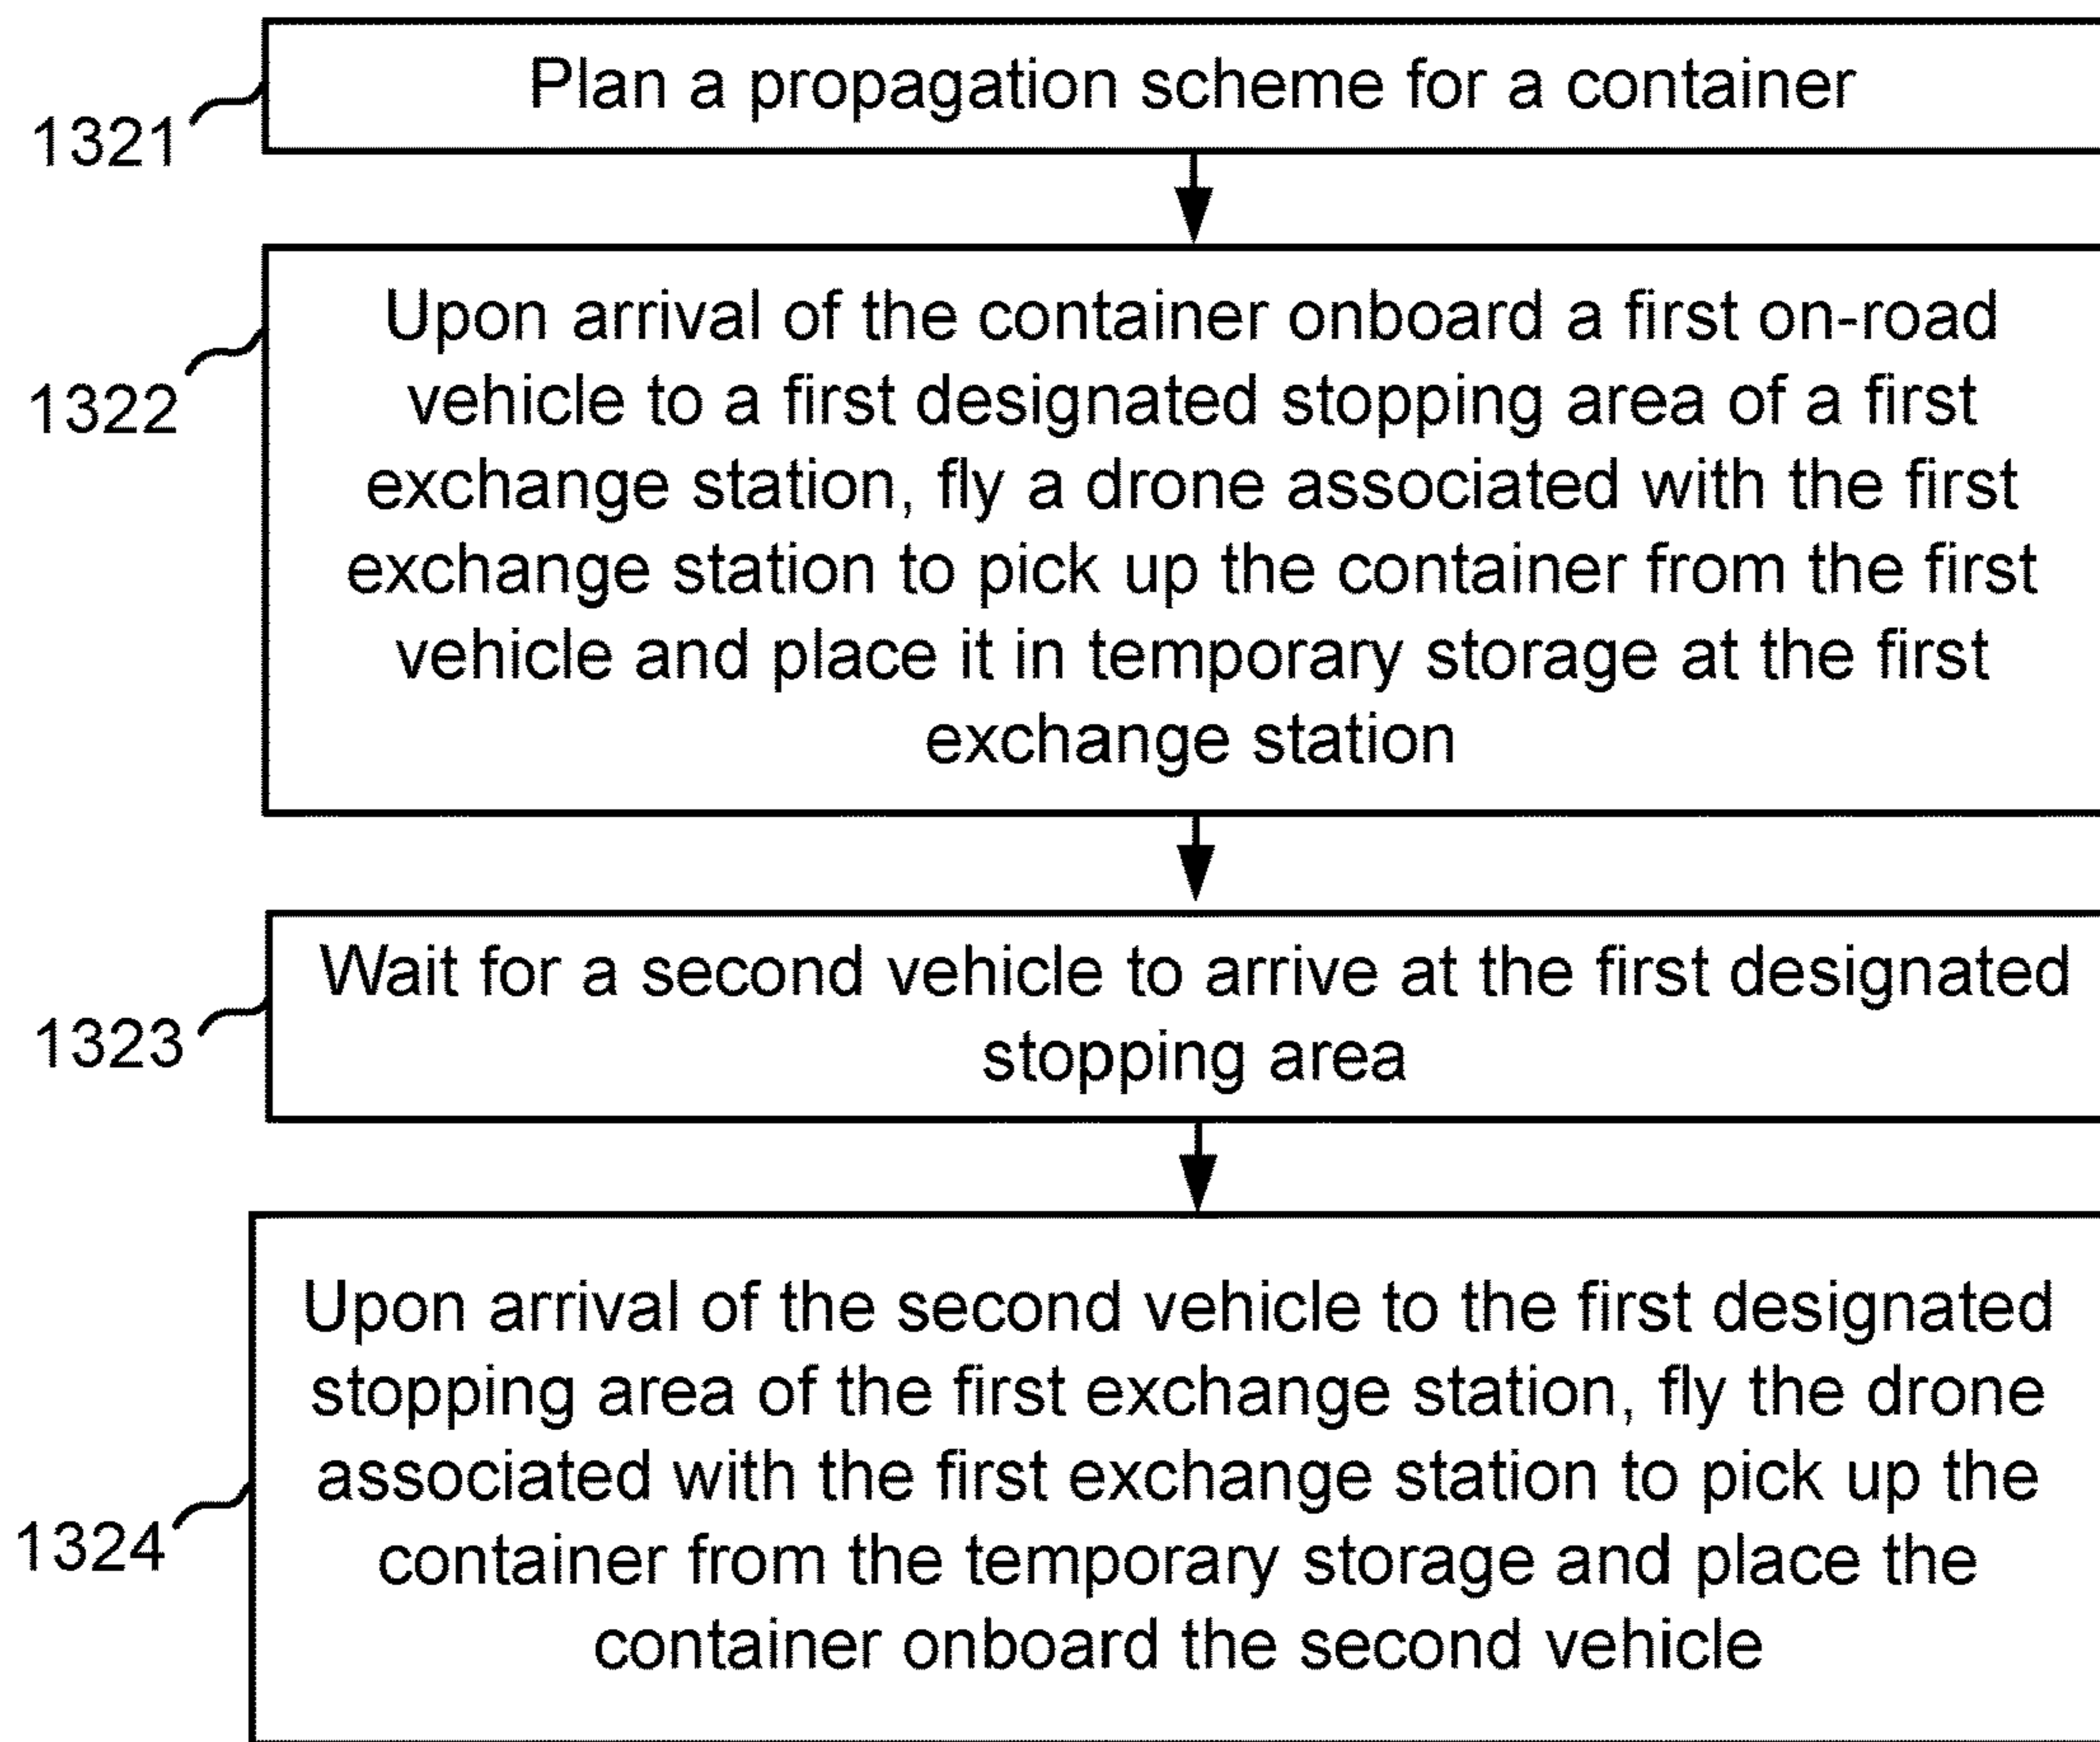 Plan a propagation scheme for a container
1321
Upon arrival of the container onboard a first on-road
vehicle to a first designated stopping area of a first
exchange station, fly a drone associated with the first
exchange station to pick up the container from the first
vehicle and place it in temporary storage at the first
exchange station
1322
Wait for a second vehicle to arrive at the first designated
stopping area
1323
Upon arrival of the second vehicle to the first designated
stopping area of the first exchange station, fly the drone
associated with the first exchange station to pick up the
container from the temporary storage and place the
container onboard the second vehicle
1324